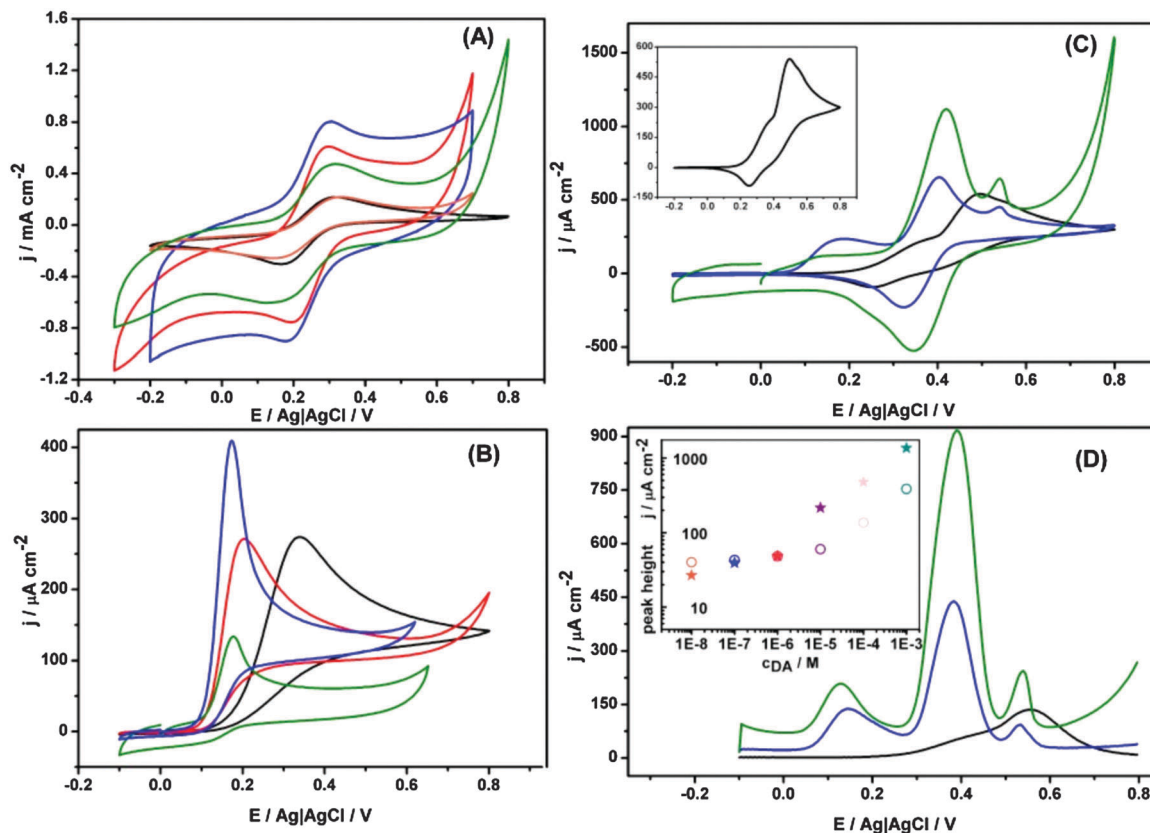 (A)
1.6
1.2
0.8
0.4
0.0
-0.4
-0.8
-1.2
j / mA cm-2
-0.4 -0.2 0.0 0.2 0.4 0.6 0.8
E / Ag|AgCl / V
(C)
1500
1000
500
0
-500
j / µA cm-2
600
450
300
150
0
-150
0.0 0.2 0.4 0.6 0.8
-0.2 0.0 0.2 0.4 0.6 0.8
E / Ag|AgCl / V
(B)
400
300
200
100
0
j / µA cm-2
-0.2 0.0 0.2 0.4 0.6 0.8
E / Ag|AgCl / V
(D)
900
750
600
450
300
150
0
j / µA cm-2
peak height j / µA cm-2
1000
100
10
1E-8 1E-7 1E-6 1E-5 1E-4 1E-3
cDA / M
-0.2 0.0 0.2 0.4 0.6 0.8
E / Ag|AgCl / V